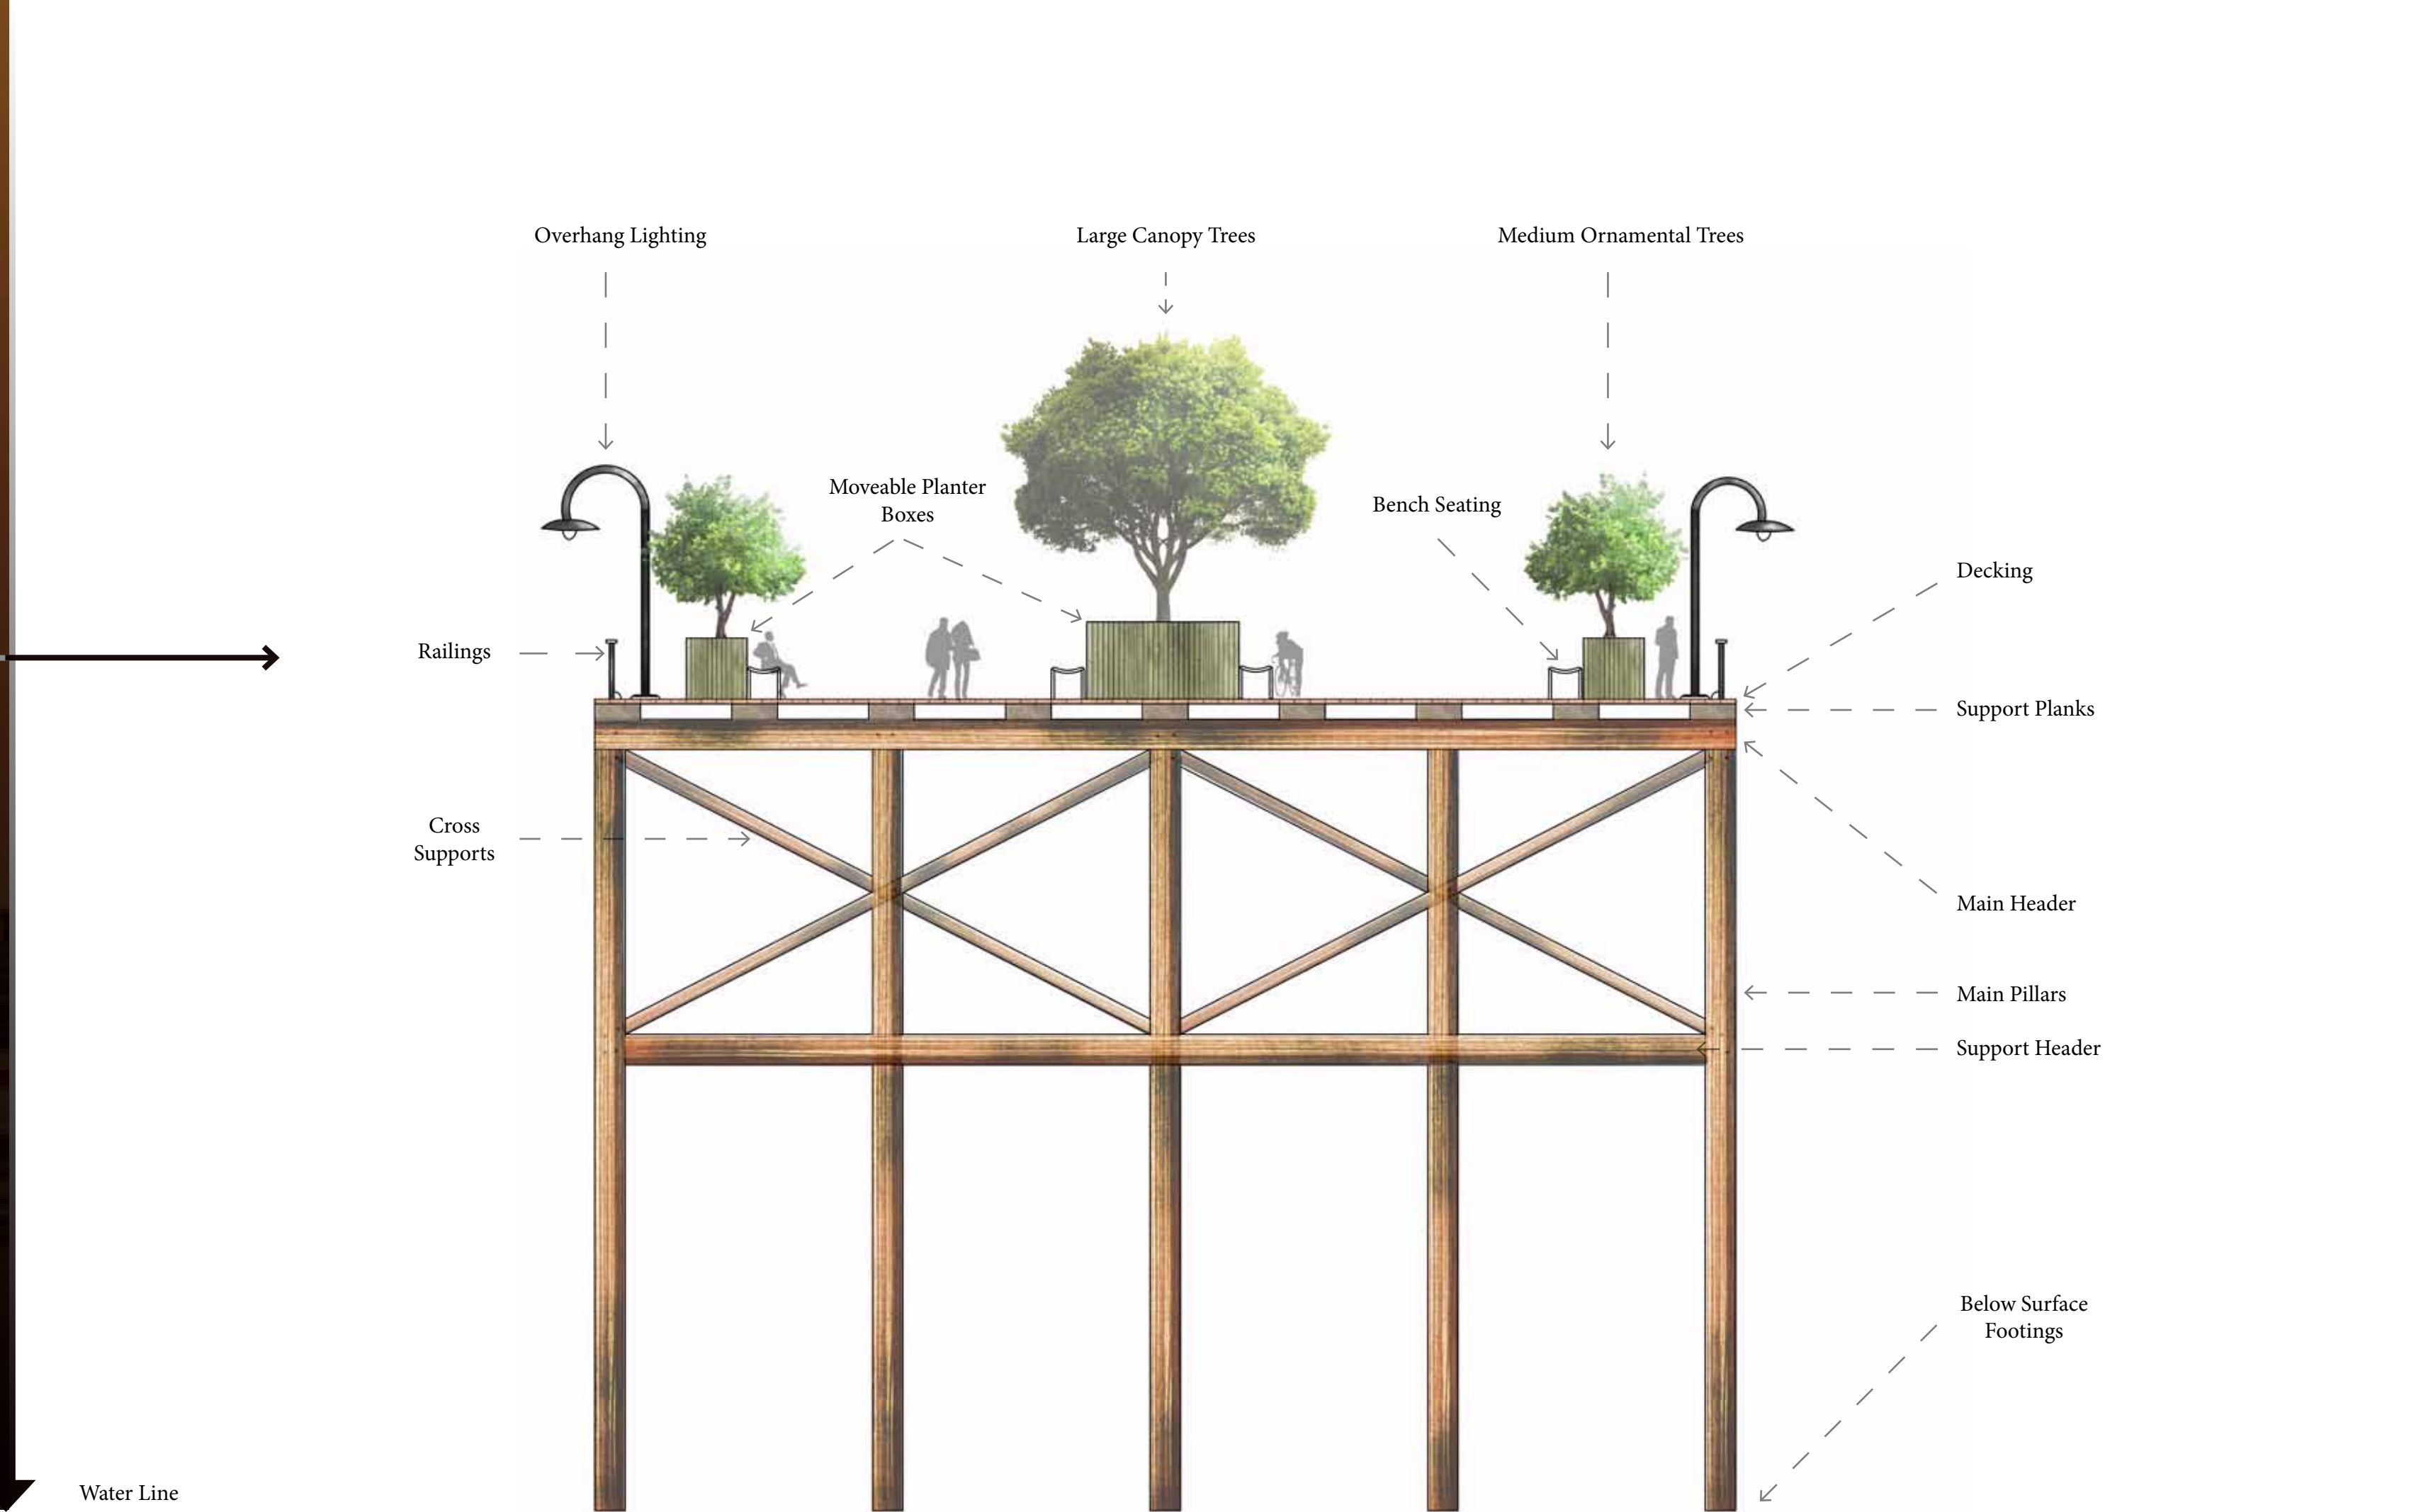 Overhang Lighting
Large Canopy Trees
Medium Ornamental Trees
Moveable Planter
Boxes
Bench Seating
Decking
Railings
Support Planks
Cross
Supports
Main Header
Main Pillars
Support Header
Below Surface
Footings
Water Line